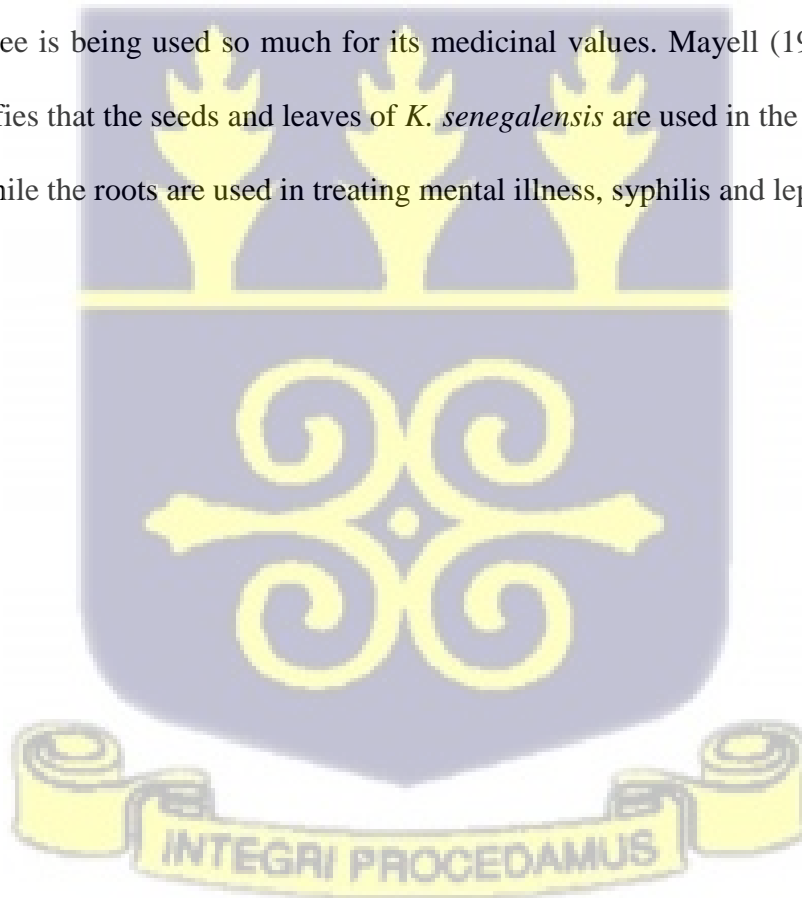 ee is being used so much for its medicinal values. Mayell (19
fies that the seeds and leaves of K. senegalensis are used in the
ile the roots are used in treating mental illness, syphilis and lep
INTEGRI PROCEDAMUS